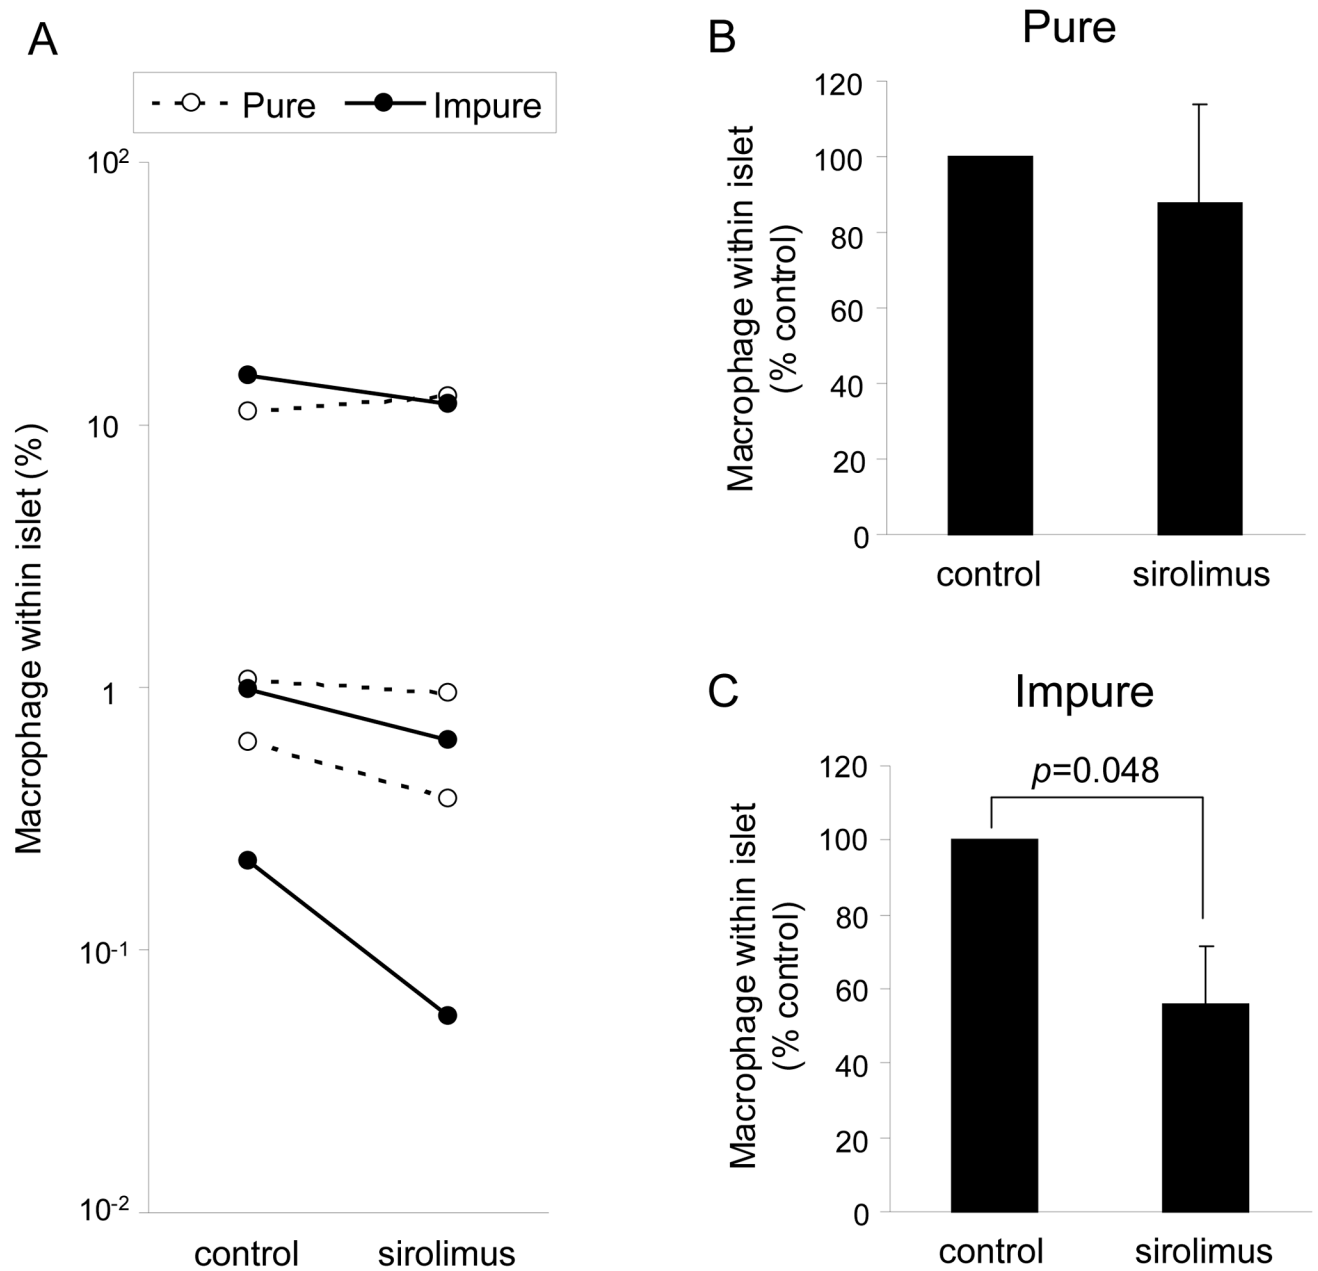 A
Pure
Impure
10²
10
1
10⁻¹
10⁻²
Macrophage within islet (%)
control
sirolimus
B
Pure
120
100
80
60
40
20
0
Macrophage within islet
(% control)
control
sirolimus
C
Impure
p=0.048
120
100
80
60
40
20
0
Macrophage within islet
(% control)
control
sirolimus